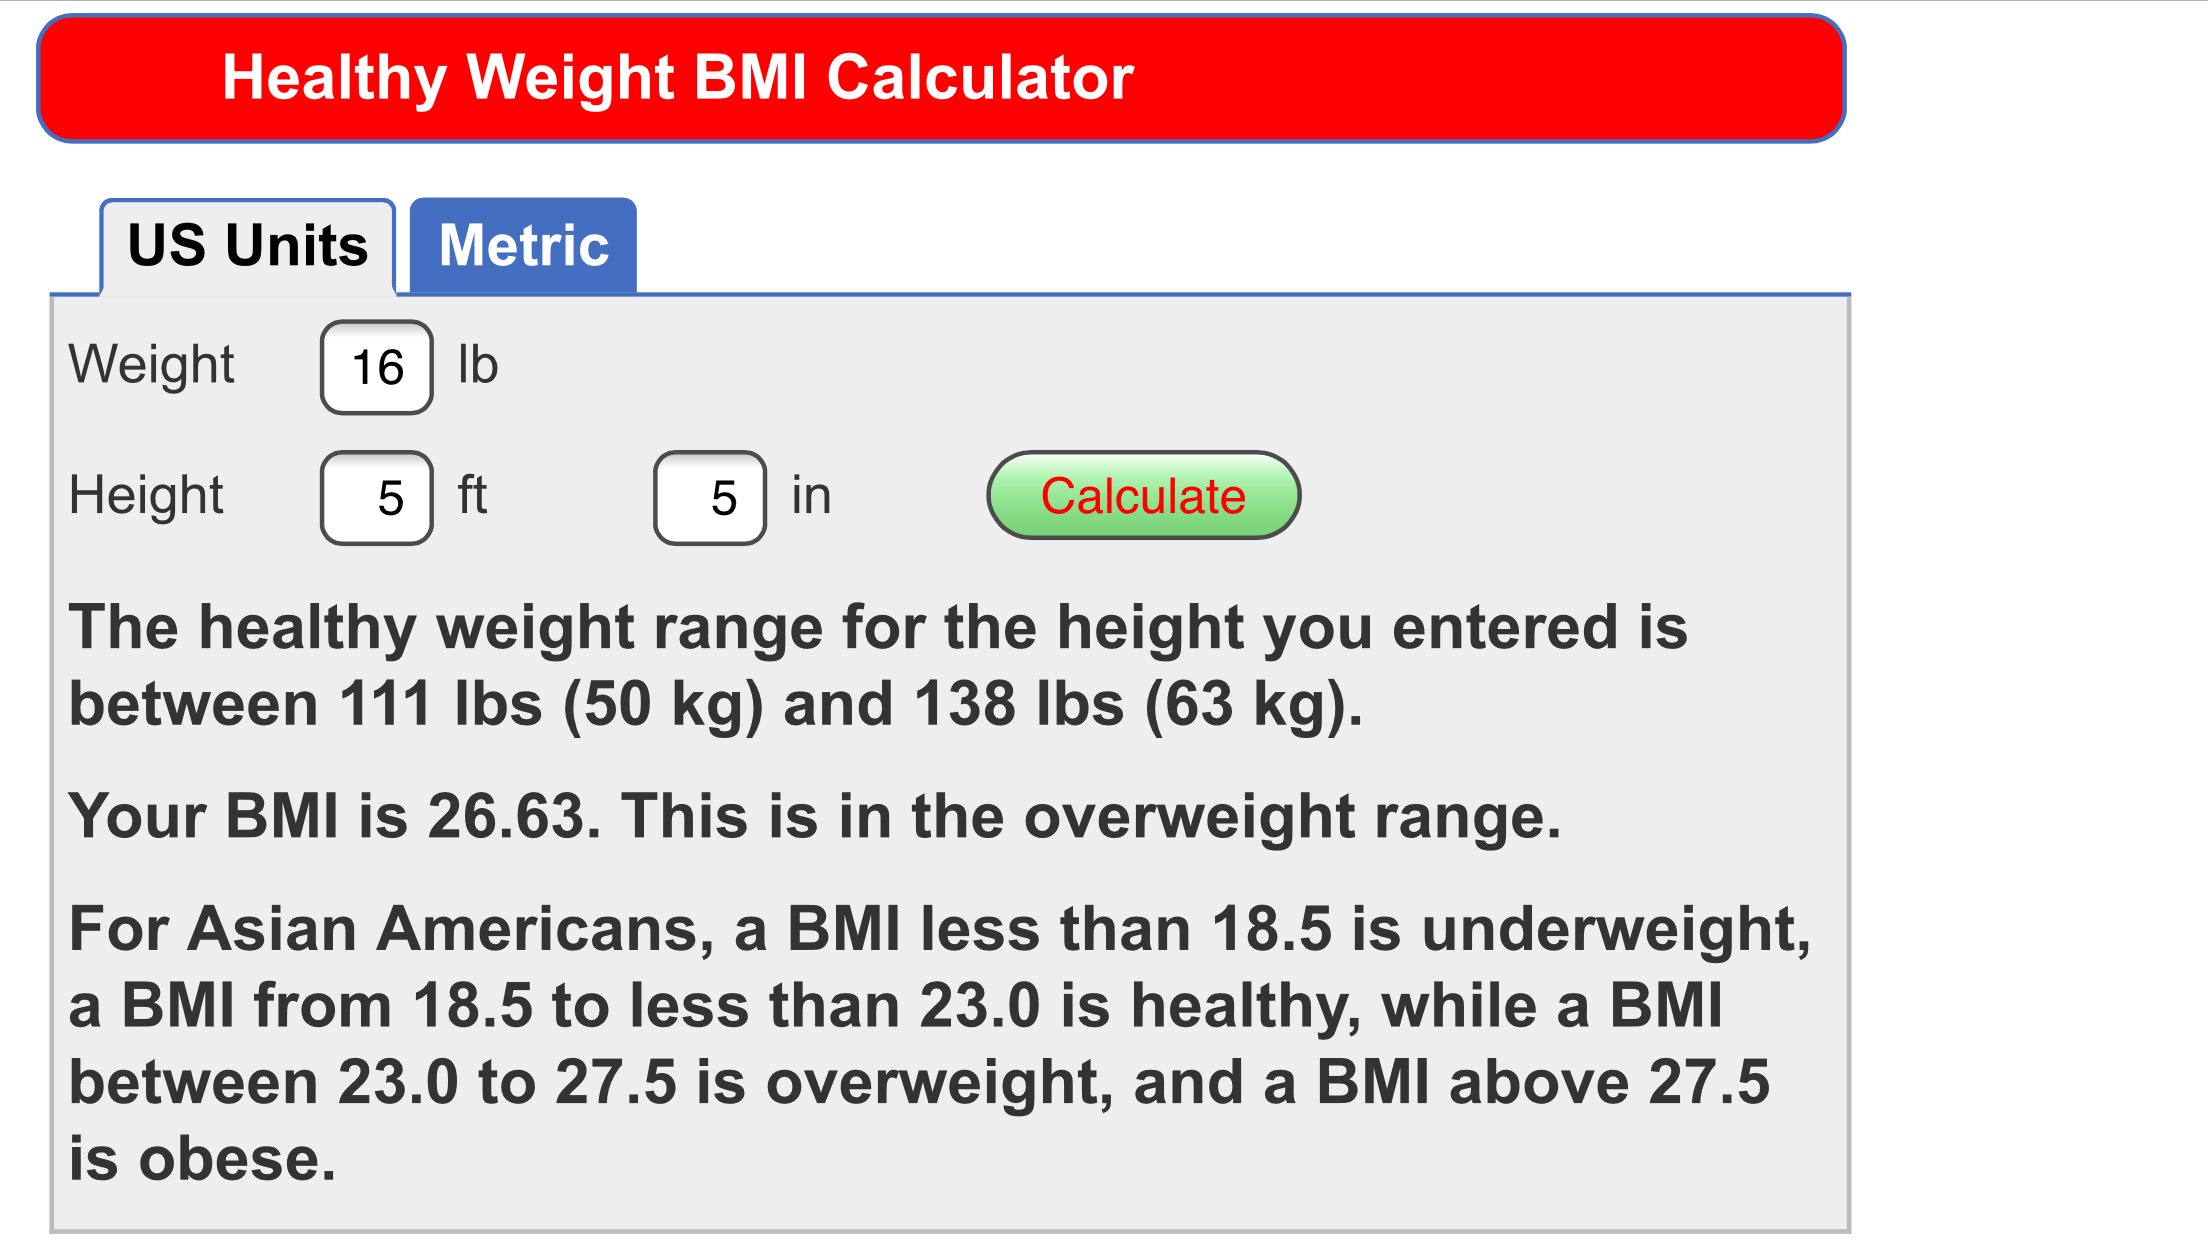 Healthy Weight BMI Calculator
US Units Metric
Weight 16 lb
Height 5 ft 5 in Calculate
The healthy weight range for the height you entered is
between 111 lbs (50 kg) and 138 lbs (63 kg).
Your BMI is 26.63. This is in the overweight range.
For Asian Americans, a BMI less than 18.5 is underweight,
a BMI from 18.5 to less than 23.0 is healthy, while a BMI
between 23.0 to 27.5 is overweight, and a BMI above 27.5
is obese.